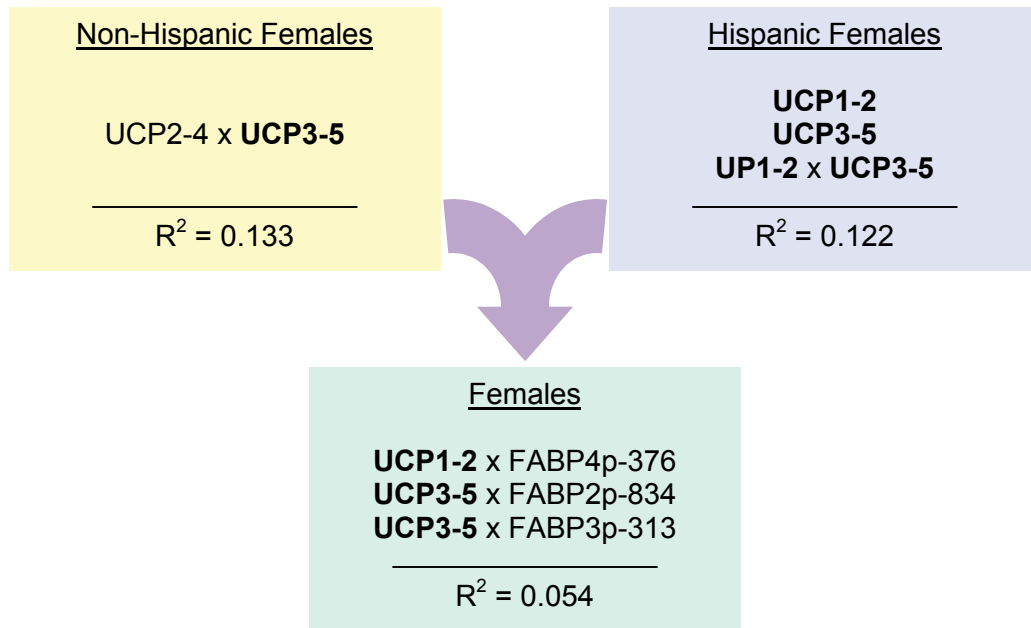 Non-Hispanic Females
UCP2-4 x UCP3-5
R² = 0.133
Hispanic Females
UCP1-2
UCP3-5
UP1-2 x UCP3-5
R² = 0.122
Females
UCP1-2 x FABP4p-376
UCP3-5 x FABP2p-834
UCP3-5 x FABP3p-313
R² = 0.054